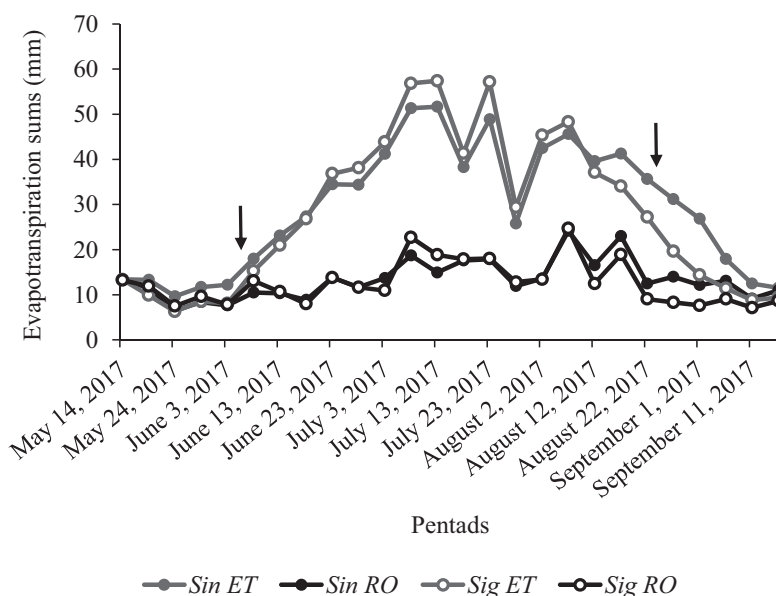 Evapotranspiration sums (mm)
70
60
50
40
30
20
10
0
May 14, 2017
May 24, 2017
June 3, 2017
June 13, 2017
June 23, 2017
July 3, 2017
July 13, 2017
July 23, 2017
August 2, 2017
August 12, 2017
August 22, 2017
September 1, 2017
September 11, 2017
Pentads
Sin ET Sin RO Sig ET Sig RO